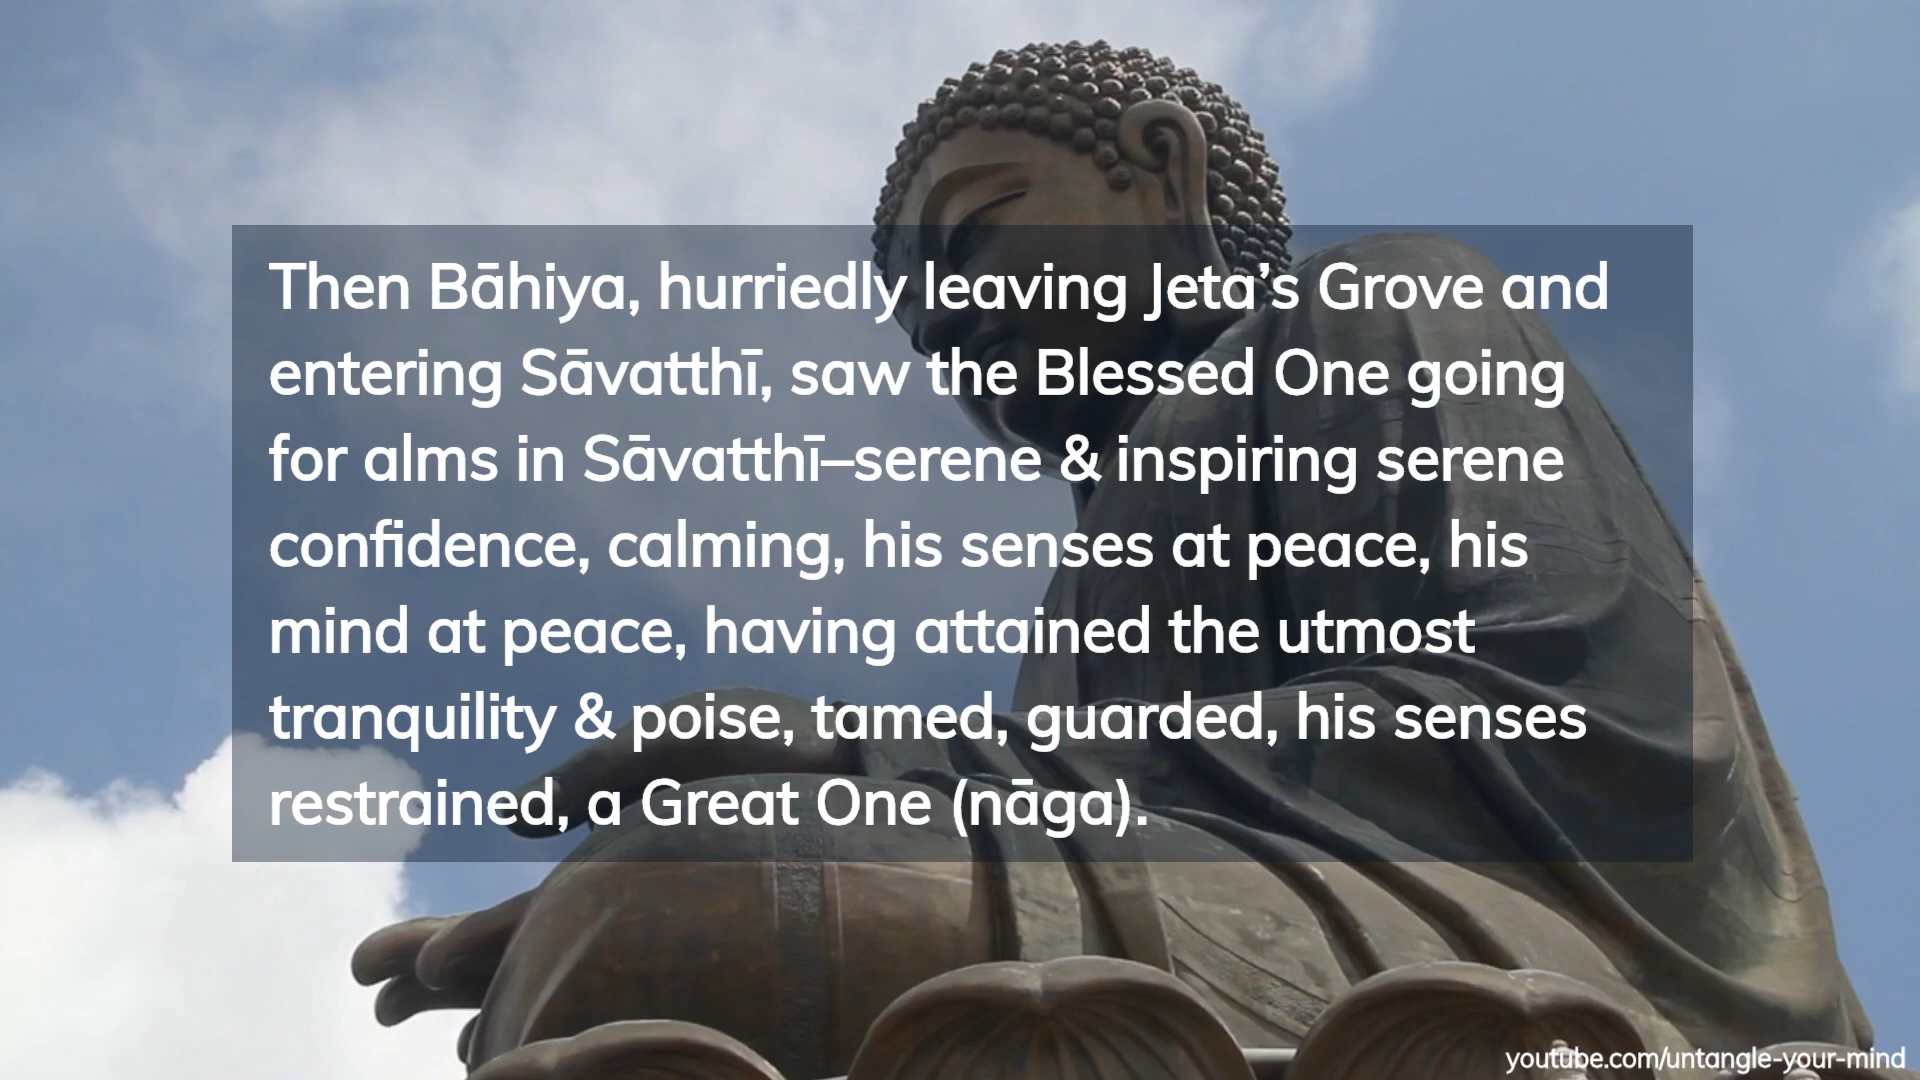 Then Bāhiya, hurriedly leaving Jeta’s Grove and
entering Sāvatthī, saw the Blessed One going
for alms in Sāvatthī–serene & inspiring serene
confidence, calming, his senses at peace, his
mind at peace, having attained the utmost
tranquility & poise, tamed, guarded, his senses
restrained, a Great One (nāga).
youtube.com/untangle-your-mind